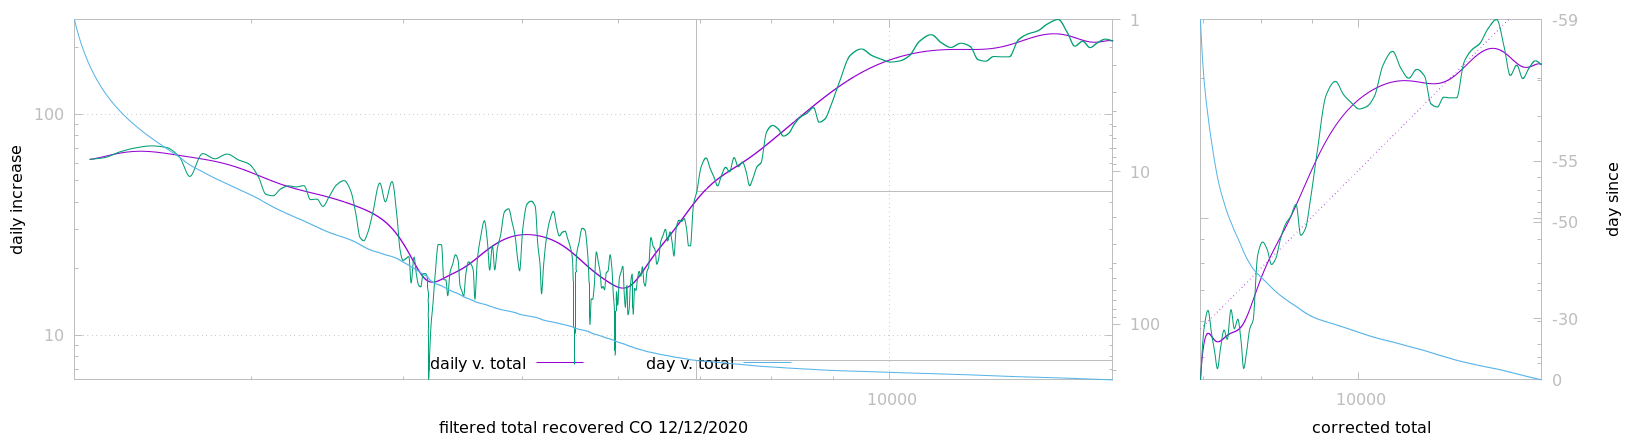 daily increase
100
10
1
10
100
10000
daily v. total
day v. total
filtered total recovered CO 12/12/2020
-59
-55
-50
-30
0
10000
day since
corrected total